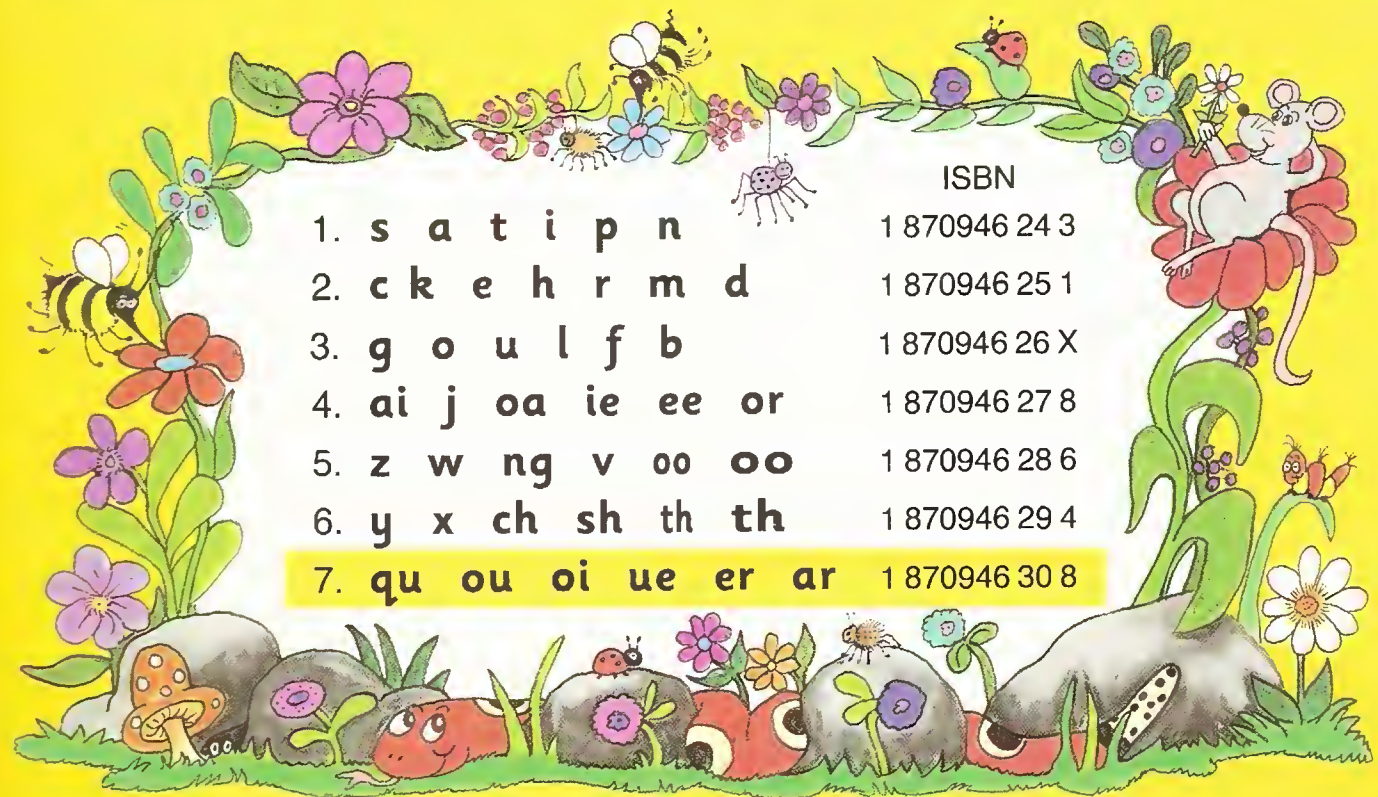 ISBN
1. s a t i p n 1 870946 24 3
2. c k e h r m d 1 870946 25 1
3. g o u l f b 1 870946 26 X
4. ai j oa ie ee or 1 870946 27 8
5. z w ng v oo oo 1 870946 28 6
6. y x ch sh th th 1 870946 29 4
7. qu ou oi ue er ar 1 870946 30 8